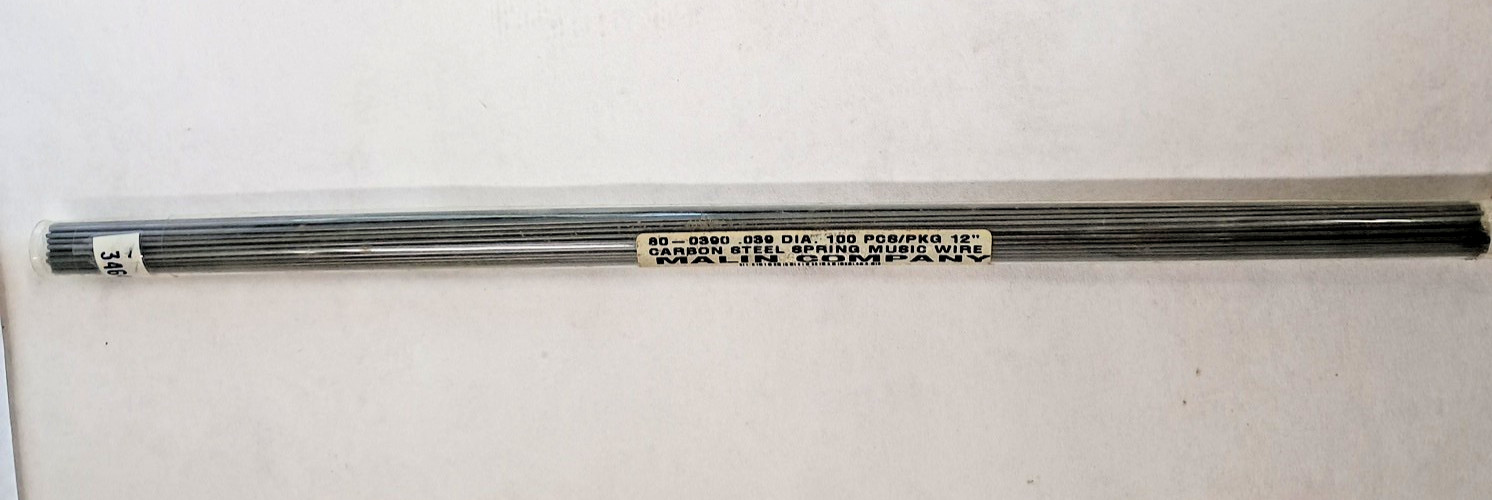 80-0390 .039 DIA. 100 PCS/PKG 12"
CARBON STEEL SPRING MUSIC WIRE
MALIN COMPANY
346